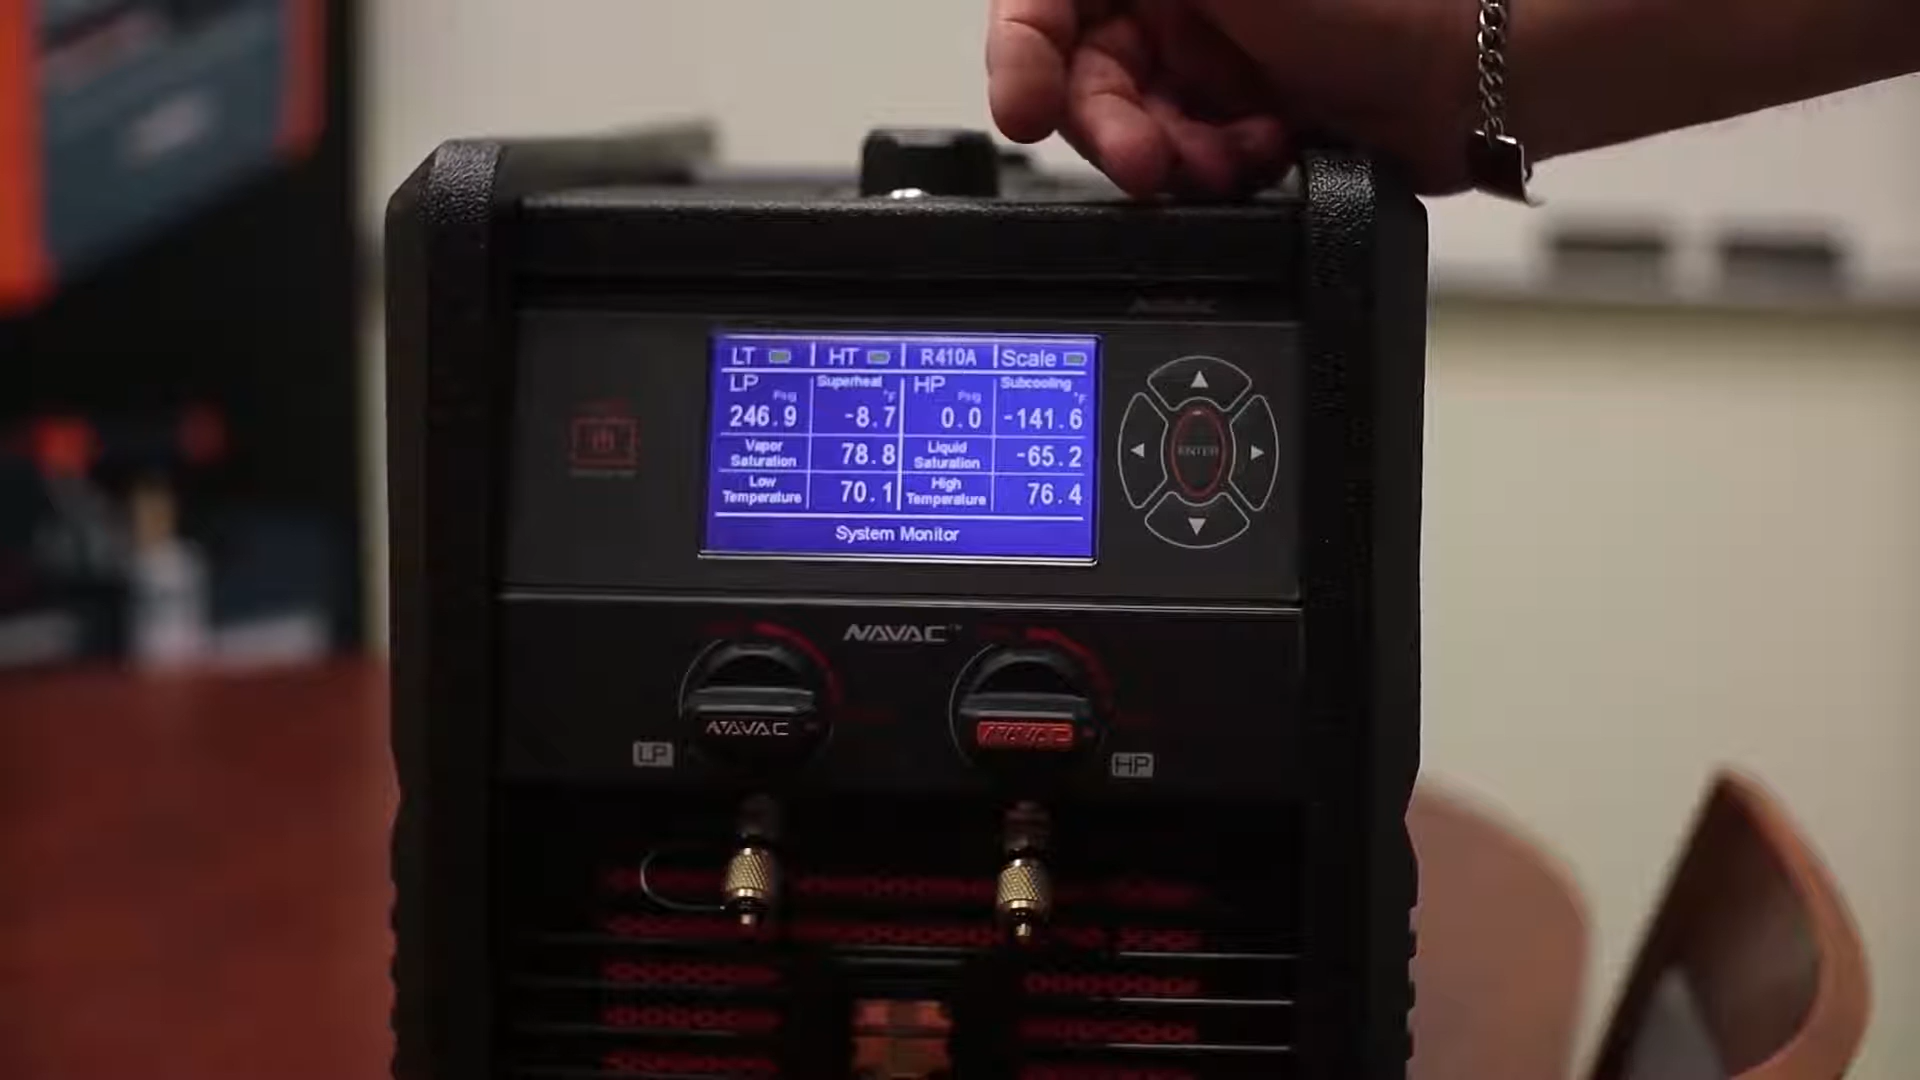 NAVAC
LT HT R410A Scale
LP Superheat HP Subcooling
Psig °F Psig °F
246.9 -8.7 0.0 -141.6
Vapor Saturation 78.8 Liquid Saturation -65.2
Low Temperature 70.1 High Temperature 76.4
System Monitor
ENTER
NAVAC
NAVAC NAVAC
LP HP